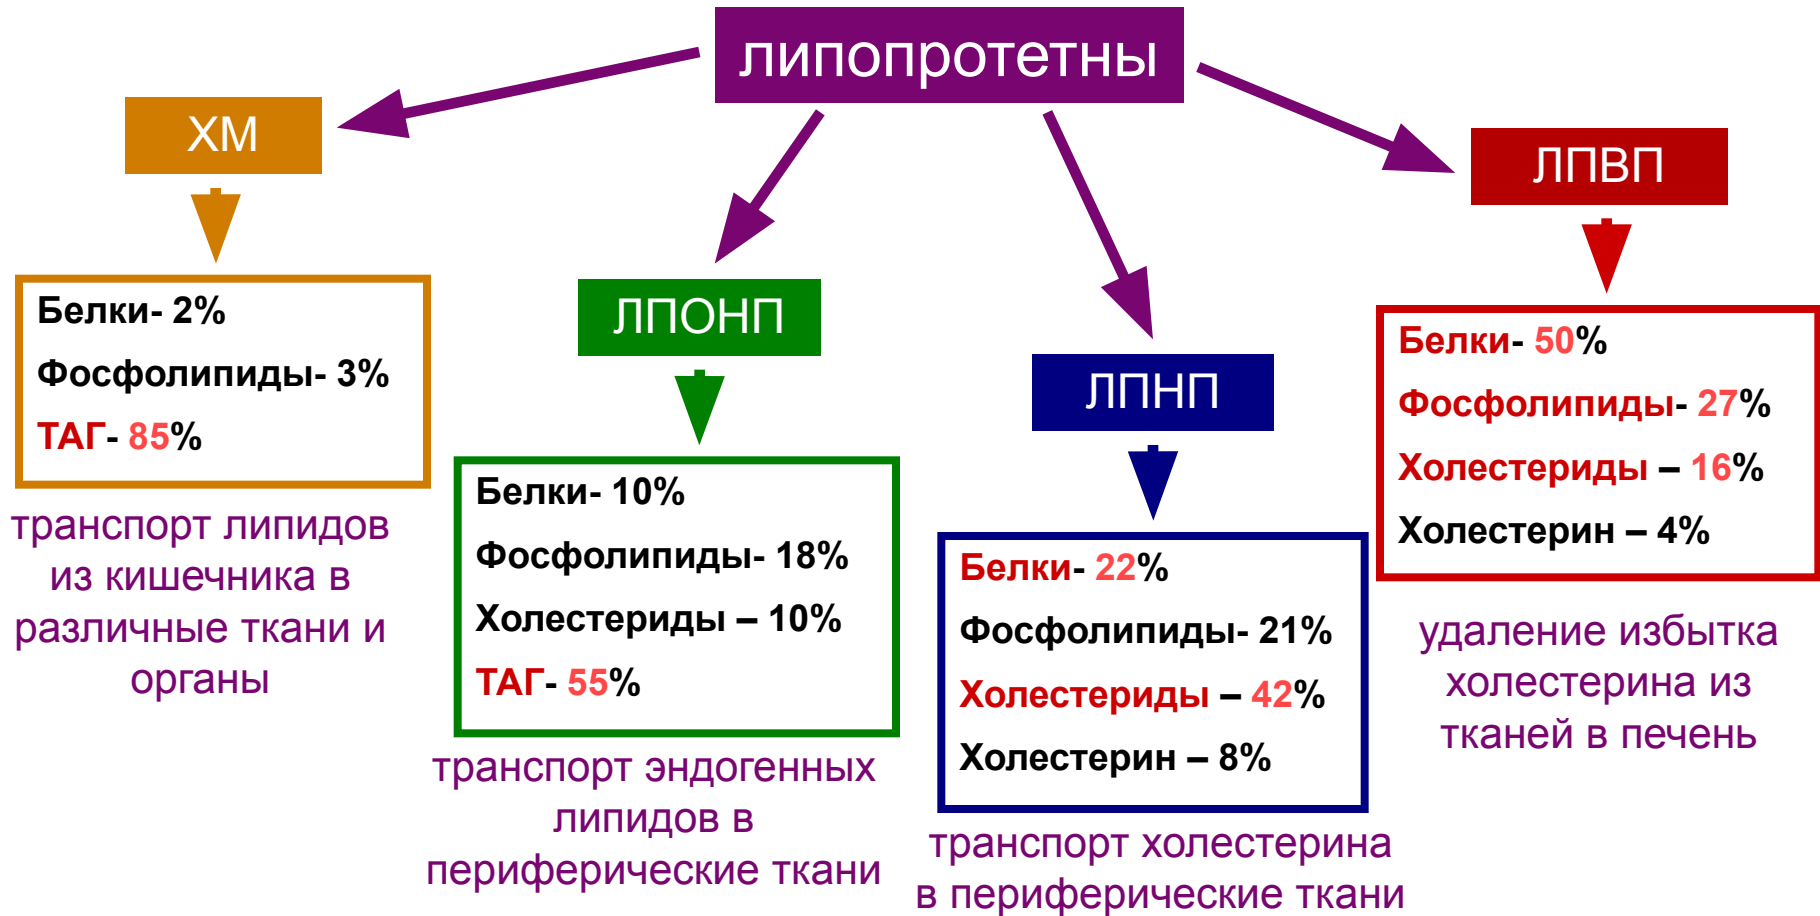 липопротетны
ХМ
Белки- 2%
Фосфолипиды- 3%
ТАГ- 85%
транспорт липидов
из кишечника в
различные ткани и
органы
ЛПОНП
Белки- 10%
Фосфолипиды- 18%
Холестериды – 10%
ТАГ- 55%
транспорт эндогенных
липидов в
периферические ткани
ЛПНП
Белки- 22%
Фосфолипиды- 21%
Холестериды – 42%
Холестерин – 8%
транспорт холестерина
в периферические ткани
ЛПВП
Белки- 50%
Фосфолипиды- 27%
Холестериды – 16%
Холестерин – 4%
удаление избытка
холестерина из
тканей в печень